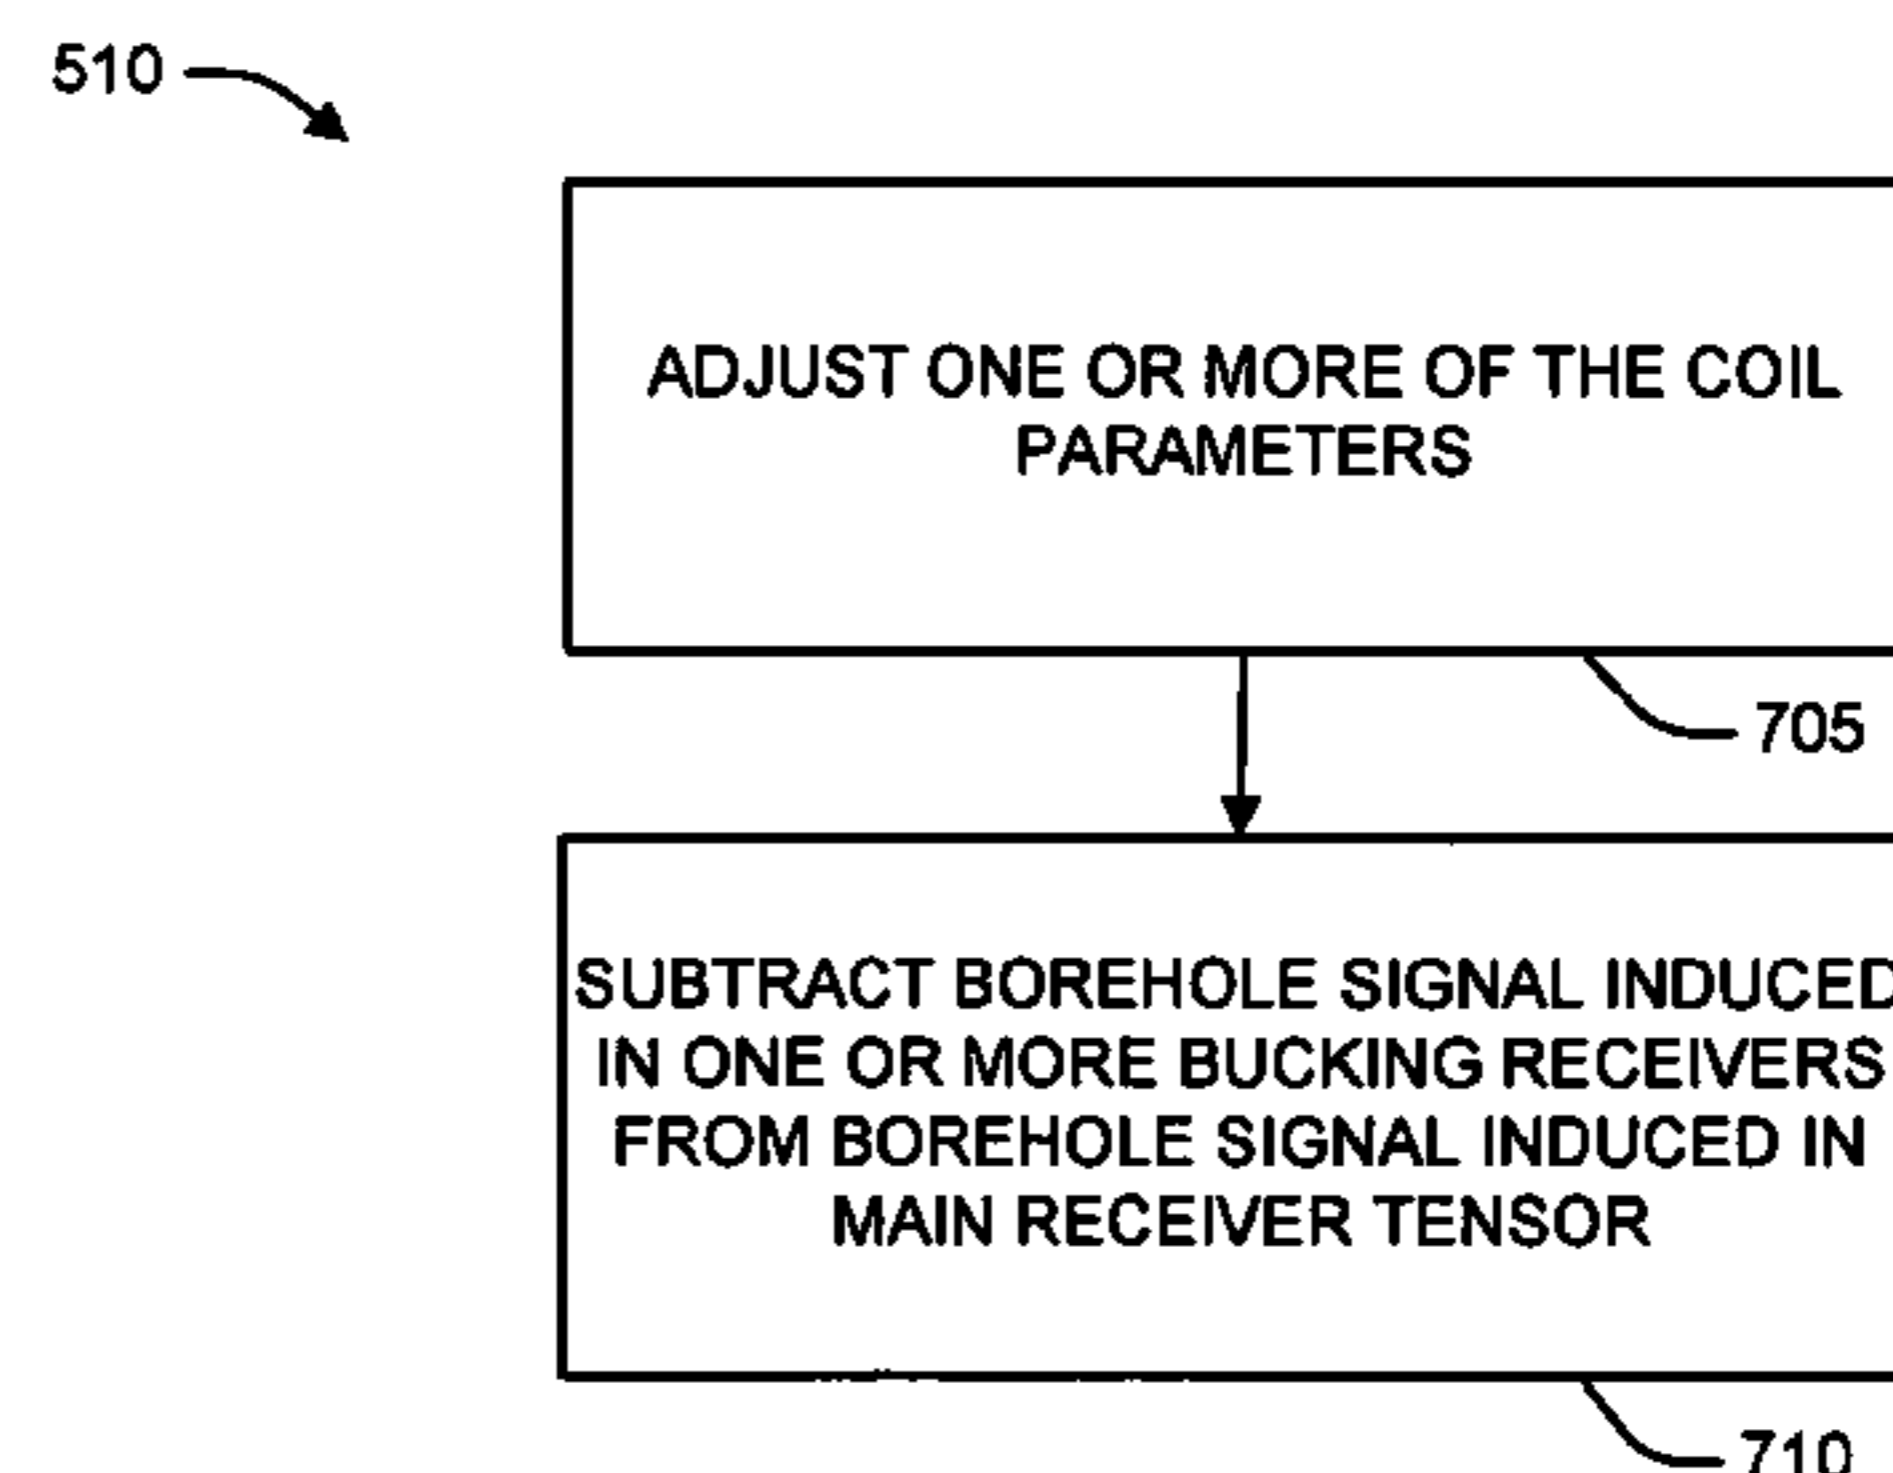 510
ADJUST ONE OR MORE OF THE COIL
PARAMETERS
705
SUBTRACT BOREHOLE SIGNAL INDUCED
IN ONE OR MORE BUCKING RECEIVERS
FROM BOREHOLE SIGNAL INDUCED IN
MAIN RECEIVER TENSOR
710